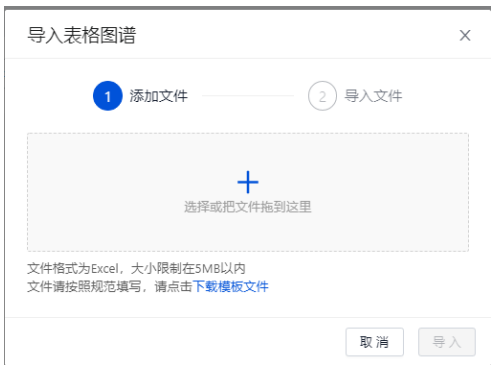 导入表格图谱
1 添加文件 2 导入文件
选择或把文件拖到这里
文件格式为Excel，大小限制在5MB以内
文件请按照规范填写，请点击下载模板文件
取消 导入